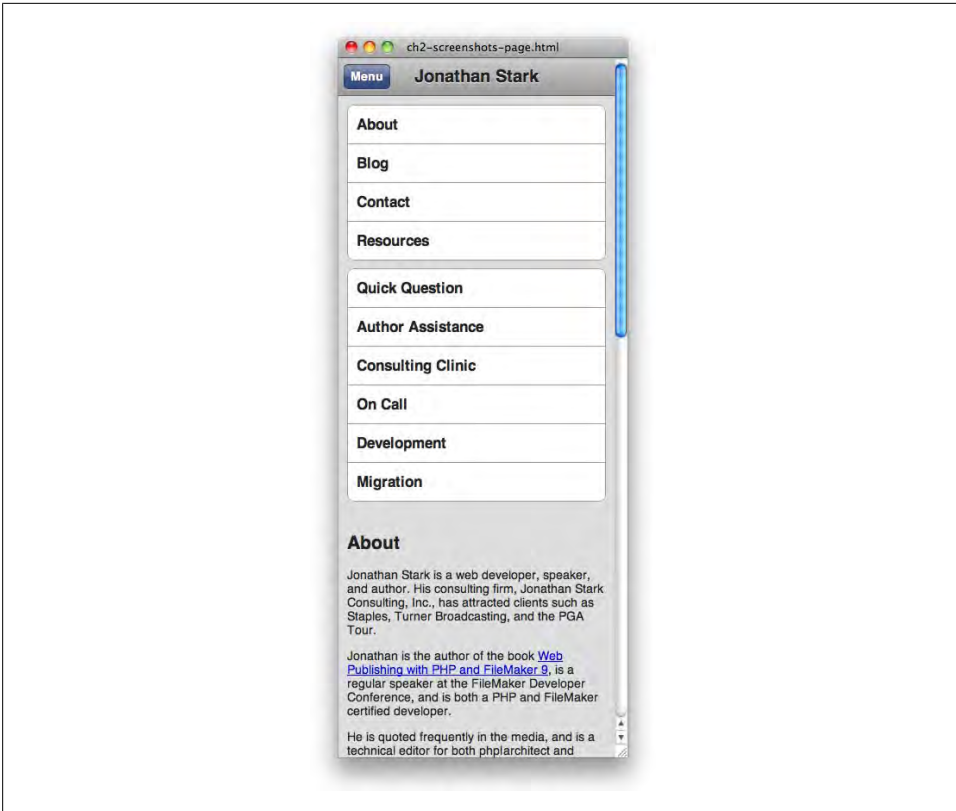 ch2-screenshots-page.html
Menu
Jonathan Stark
About
Blog
Contact
Resources
Quick Question
Author Assistance
Consulting Clinic
On Call
Development
Migration
About
Jonathan Stark is a web developer, speaker,
and author. His consulting firm, Jonathan Stark
Consulting, Inc., has attracted clients such as
Staples, Turner Broadcasting, and the PGA
Tour.
Jonathan is the author of the book Web
Publishing with PHP and FileMaker 9, is a
regular speaker at the FileMaker Developer
Conference, and is both a PHP and FileMaker
certified developer.
He is quoted frequently in the media, and is a
technical editor for both php|architect and